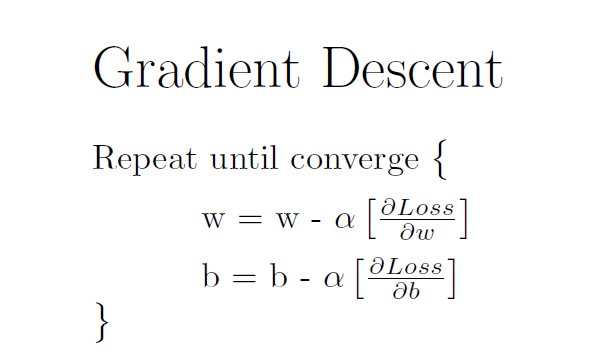 Gradient Descent
Repeat until converge {
w = w - α [∂Loss/∂w]
b = b - α [∂Loss/∂b]
}